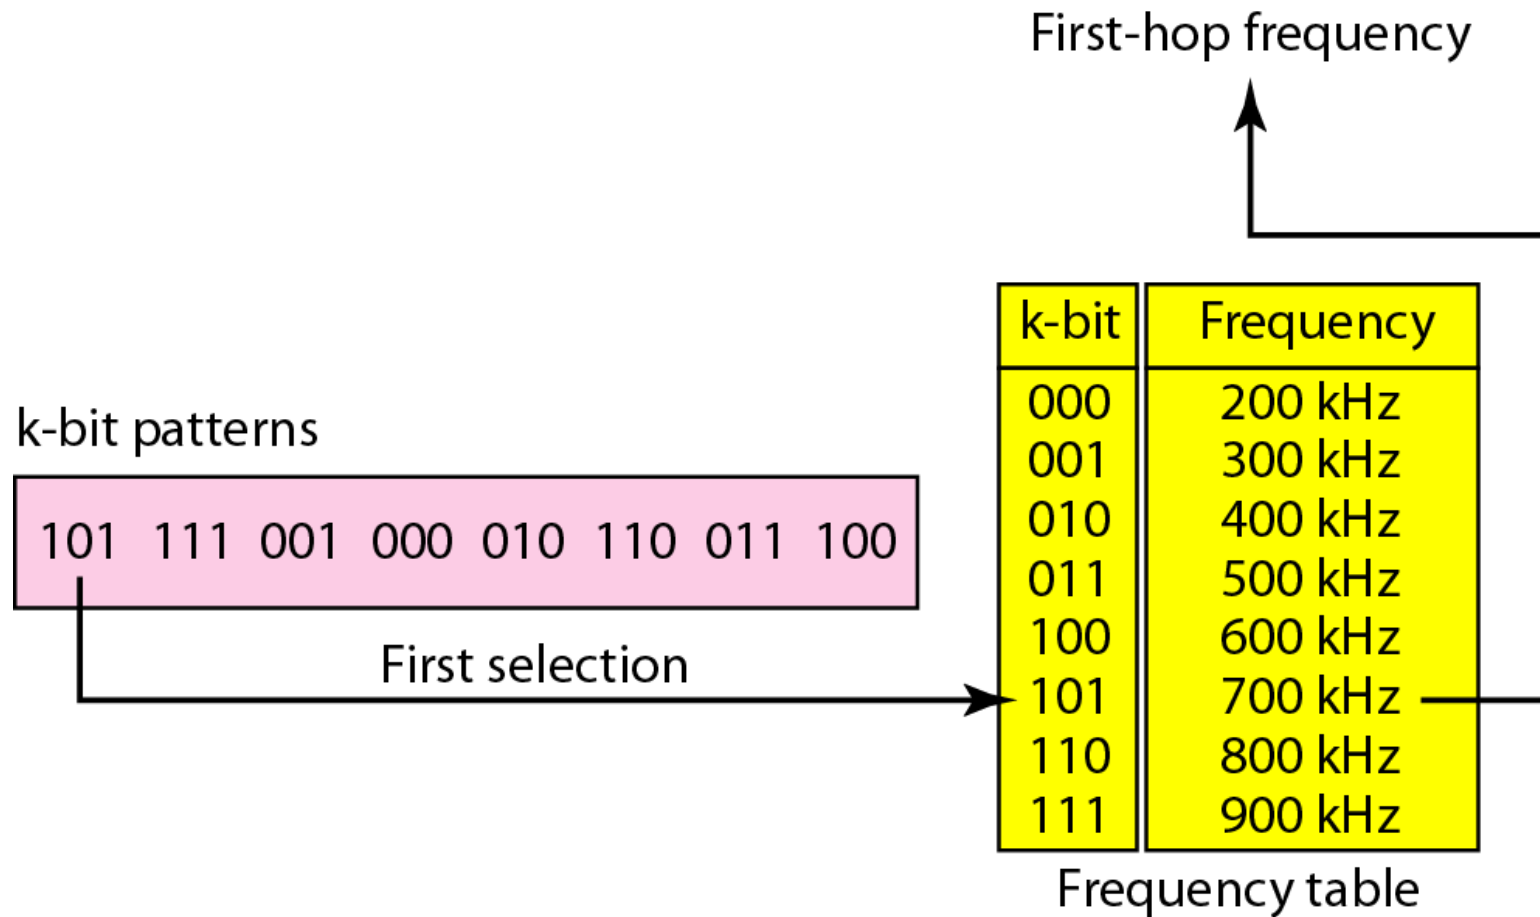 First-hop frequency
k-bit Frequency
000 200 kHz
001 300 kHz
010 400 kHz
011 500 kHz
100 600 kHz
101 700 kHz
110 800 kHz
111 900 kHz
Frequency table
k-bit patterns
101 111 001 000 010 110 011 100
First selection